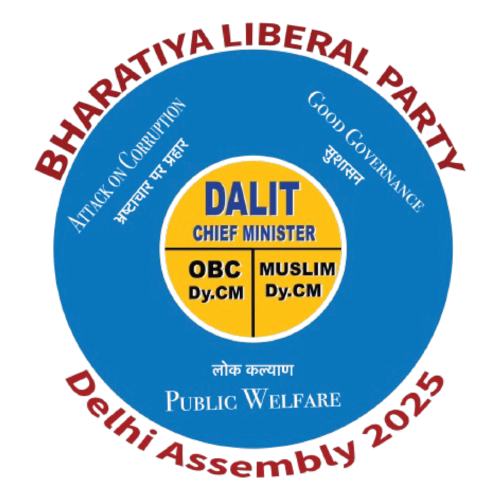 BHARATIYA LIBERAL PARTY
ATTACK ON CORRUPTION
भ्रष्टाचार पर प्रहार
GOOD GOVERNANCE
सुशासन
DALIT
CHIEF MINISTER
OBC
Dy.CM
MUSLIM
Dy.CM
लोक कल्याण
PUBLIC WELFARE
Delhi Assembly 2025